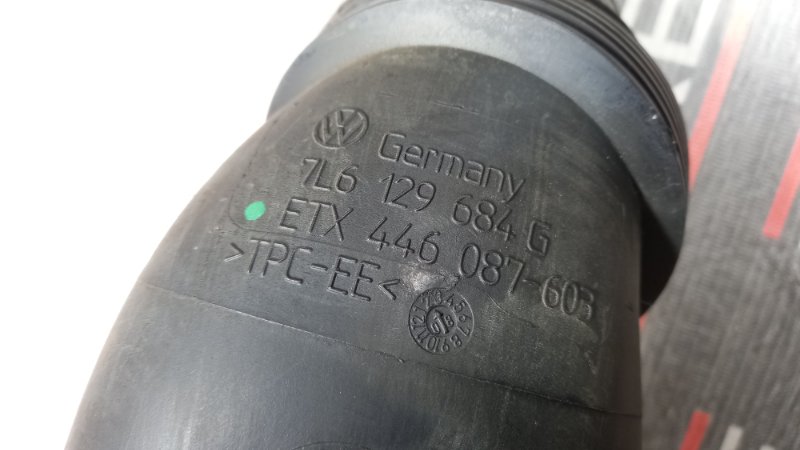 Germany
7L6 129 684 G
ETX 446 087-603
>TPC-EE<